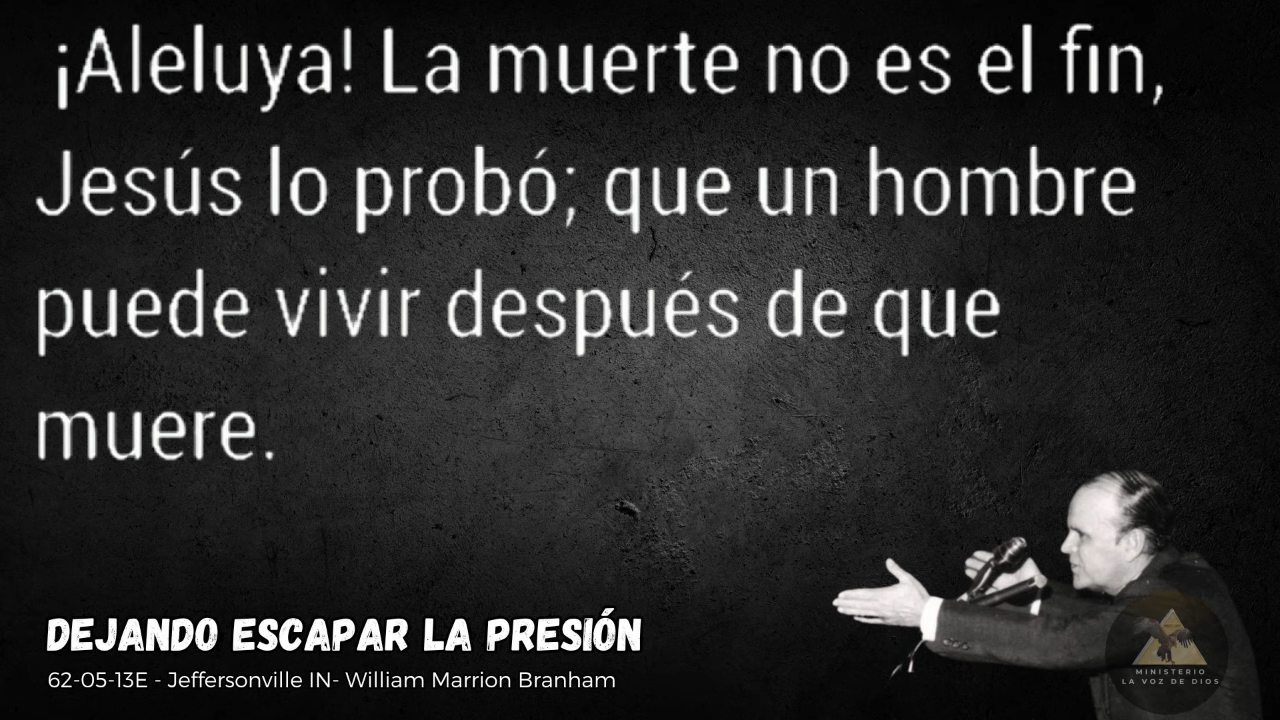 ¡Aleluya! La muerte no es el fin,
Jesús lo probó; que un hombre
puede vivir después de que
muere.
DEJANDO ESCAPAR LA PRESIÓN
62-05-13E - Jeffersonville IN- William Marrion Branham
MINISTERIO
LA VOZ DE DIOS